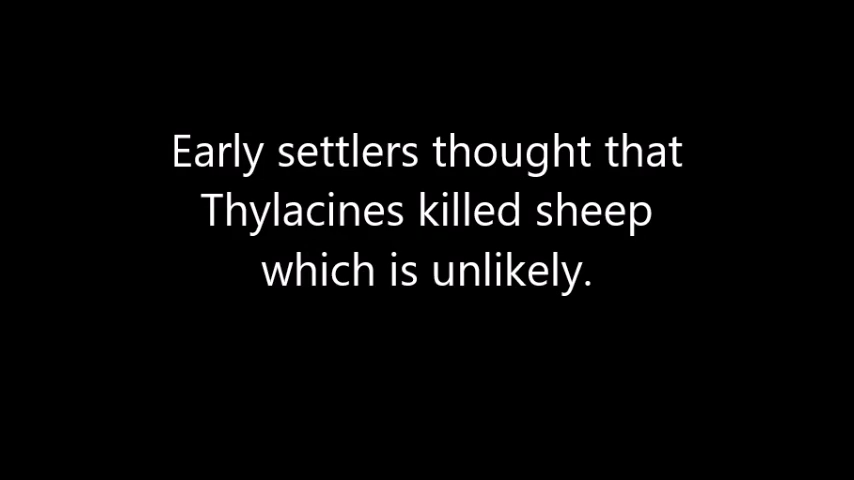 Early settlers thought that
Thylacines killed sheep
which is unlikely.